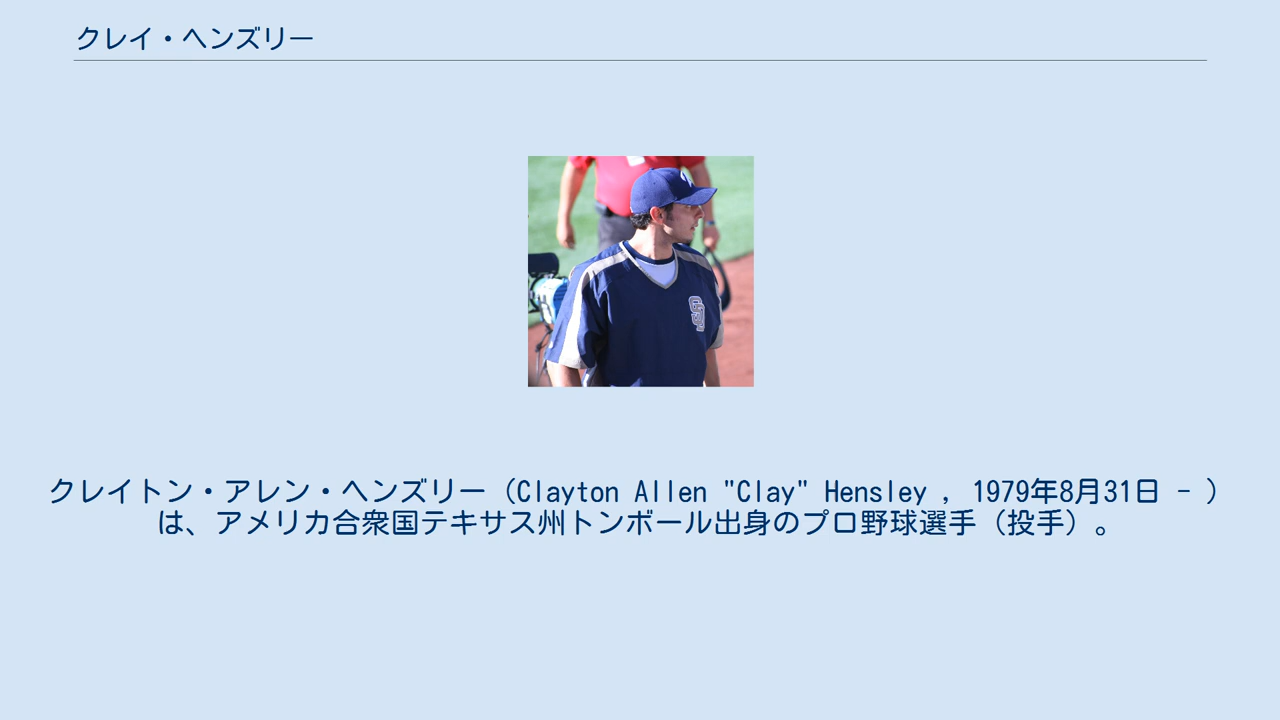 クレイ・ヘンズリー
SD
クレイトン・アレン・ヘンズリー（Clayton Allen "Clay" Hensley , 1979年8月31日 - ）
は、アメリカ合衆国テキサス州トンボール出身のプロ野球選手（投手）。